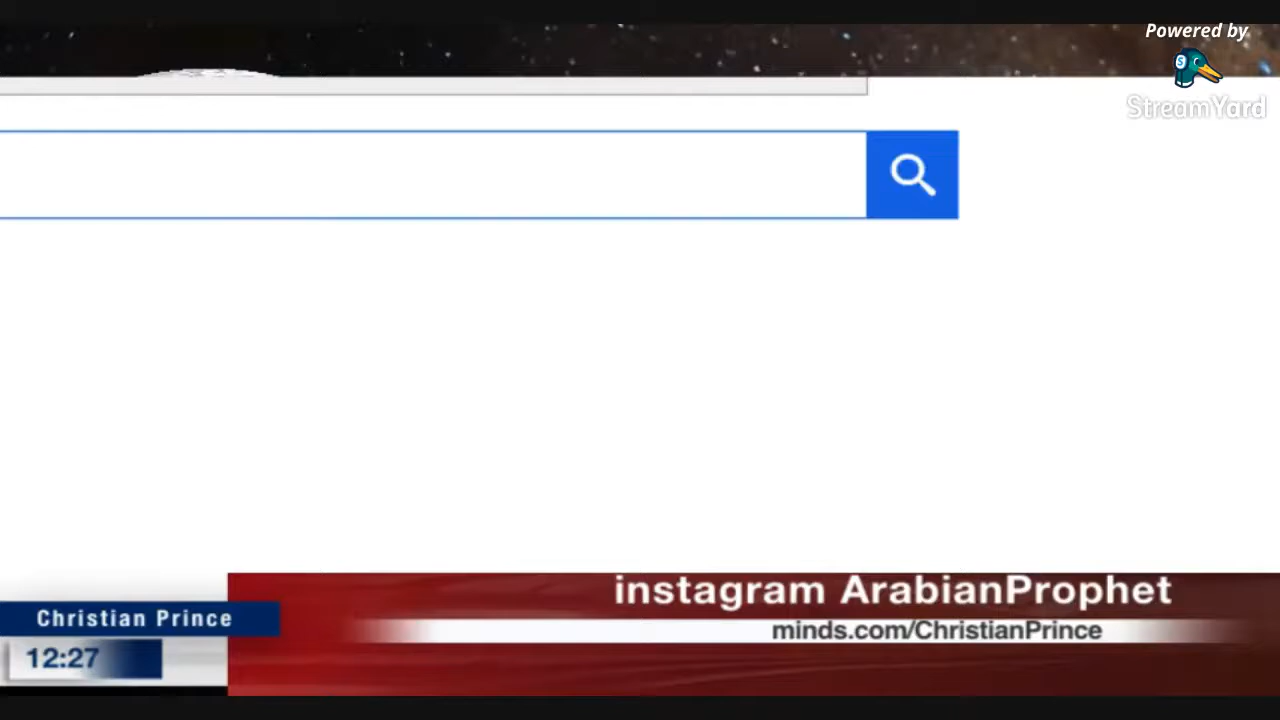 Powered by
StreamYard
instagram ArabianProphet
Christian Prince
minds.com/ChristianPrince
12:27